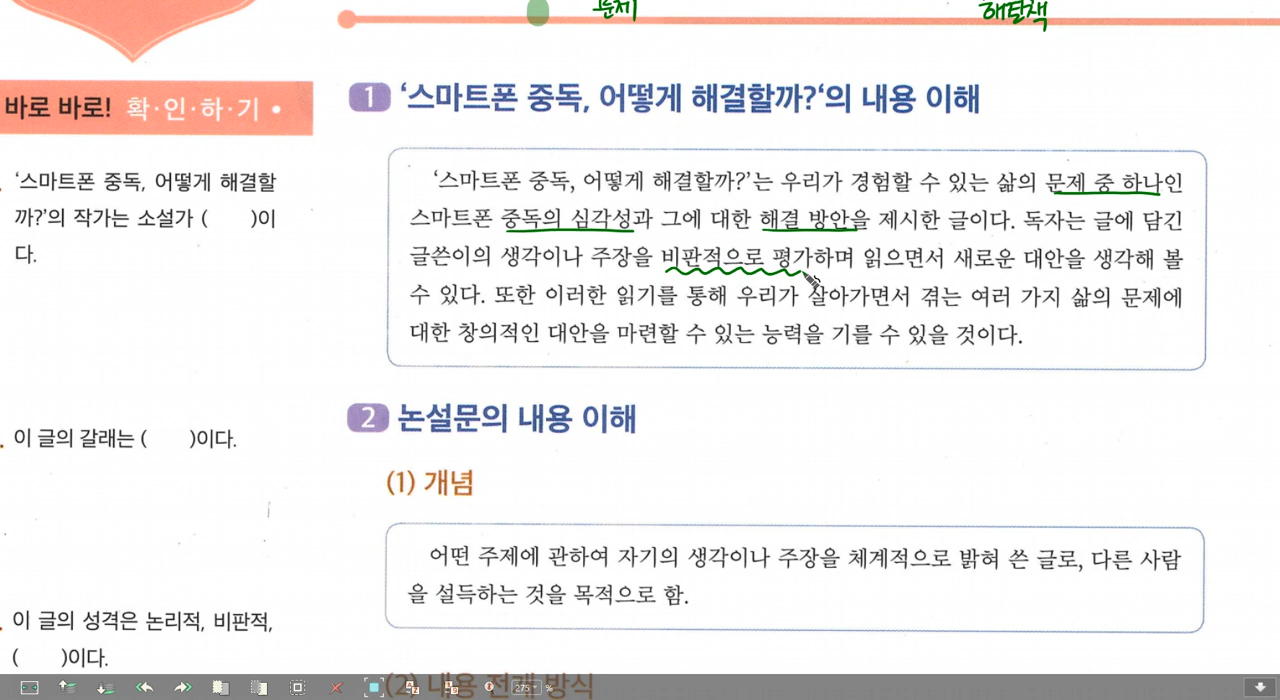 문제
해결책
바로 바로! 확·인·하·기 •
‘스마트폰 중독, 어떻게 해결할
까?’의 작가는 소설가 (      )이
다.
이 글의 갈래는 (      )이다.
이 글의 성격은 논리적, 비판적,
(      )이다.
1 ‘스마트폰 중독, 어떻게 해결할까?‘의 내용 이해
‘스마트폰 중독, 어떻게 해결할까?’는 우리가 경험할 수 있는 삶의 문제 중 하나인
스마트폰 중독의 심각성과 그에 대한 해결 방안을 제시한 글이다. 독자는 글에 담긴
글쓴이의 생각이나 주장을 비판적으로 평가하며 읽으면서 새로운 대안을 생각해 볼
수 있다. 또한 이러한 읽기를 통해 우리가 살아가면서 겪는 여러 가지 삶의 문제에
대한 창의적인 대안을 마련할 수 있는 능력을 기를 수 있을 것이다.
2 논설문의 내용 이해
(1) 개념
어떤 주제에 관하여 자기의 생각이나 주장을 체계적으로 밝혀 쓴 글로, 다른 사람
을 설득하는 것을 목적으로 함.
(2) 내용 전개 방식
275 %